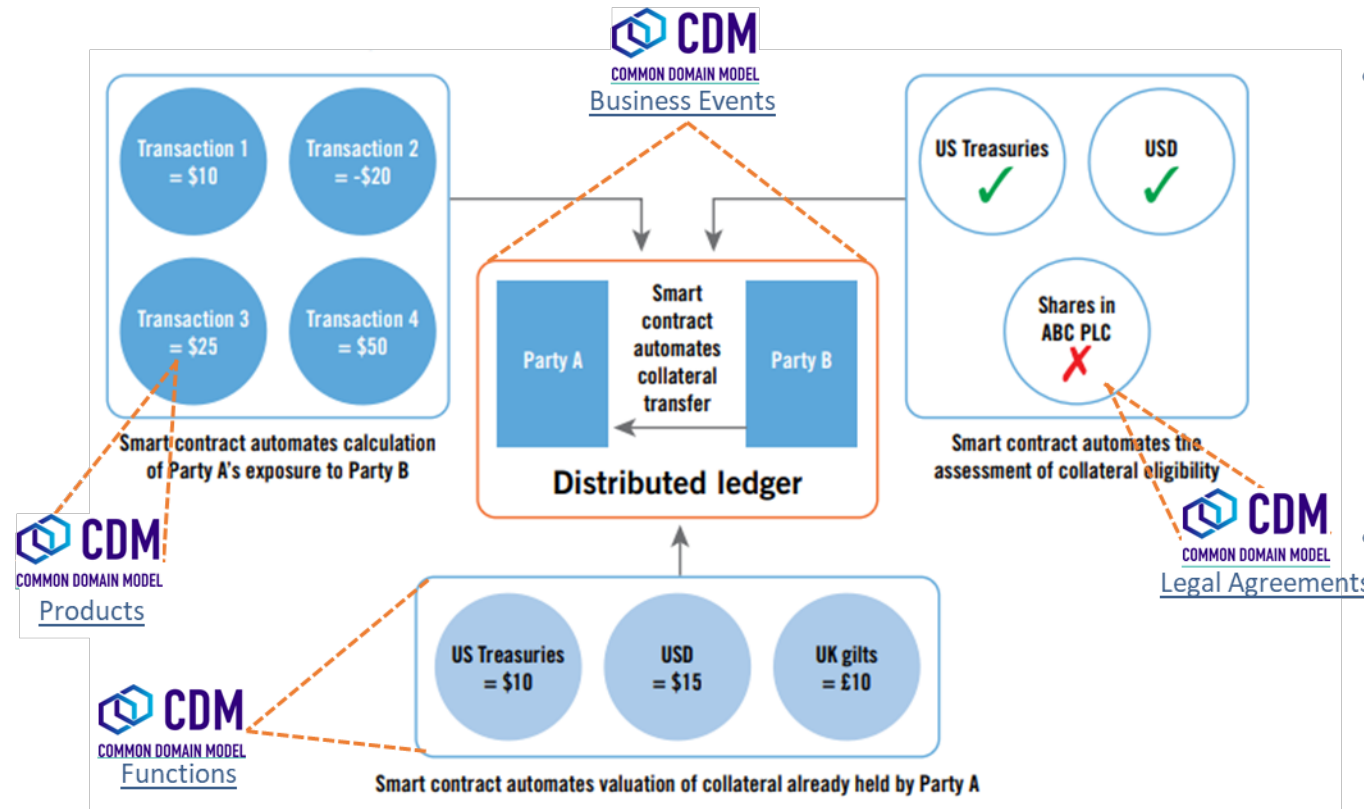 CDM
COMMON DOMAIN MODEL
Business Events
Transaction 1
= $10
Transaction 2
= -$20
Transaction 3
= $25
Transaction 4
= $50
Smart contract automates calculation
of Party A's exposure to Party B
US Treasuries
USD
Shares in
ABC PLC
Smart contract automates the
assessment of collateral eligibility
Party A
Smart
contract
automates
collateral
transfer
Party B
Distributed ledger
CDM
COMMON DOMAIN MODEL
Products
CDM
COMMON DOMAIN MODEL
Legal Agreements
US Treasuries
= $10
USD
= $15
UK gilts
= £10
CDM
COMMON DOMAIN MODEL
Functions
Smart contract automates valuation of collateral already held by Party A